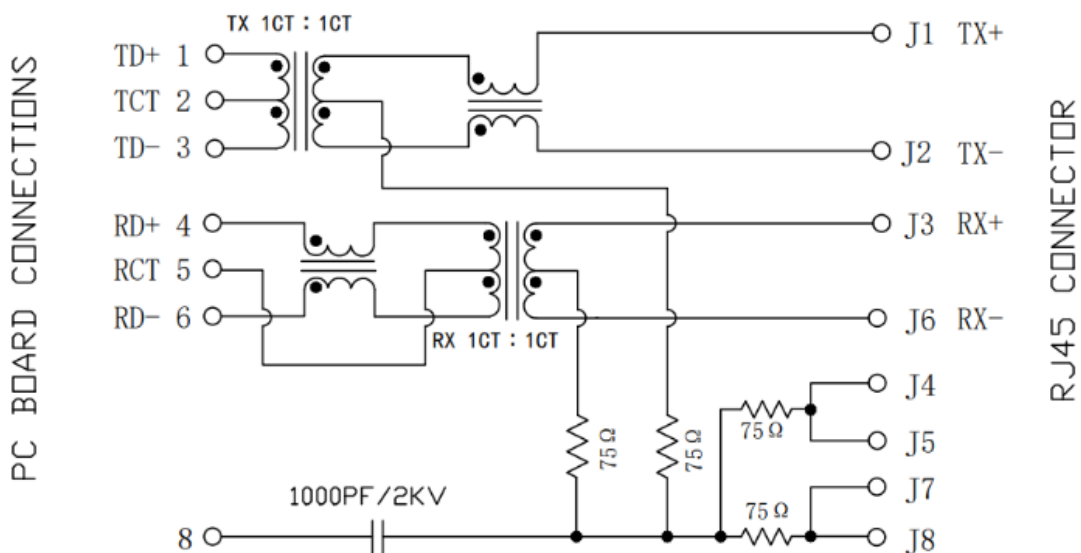 PC BOARD CONNECTIONS
TX 1CT : 1CT
TD+ 1
TCT 2
TD- 3
RD+ 4
RCT 5
RD- 6
RX 1CT : 1CT
75Ω
75Ω
75Ω
75Ω
1000PF/2KV
8
J1 TX+
J2 TX-
J3 RX+
J6 RX-
J4
J5
J7
J8
RJ45 CONNECTOR